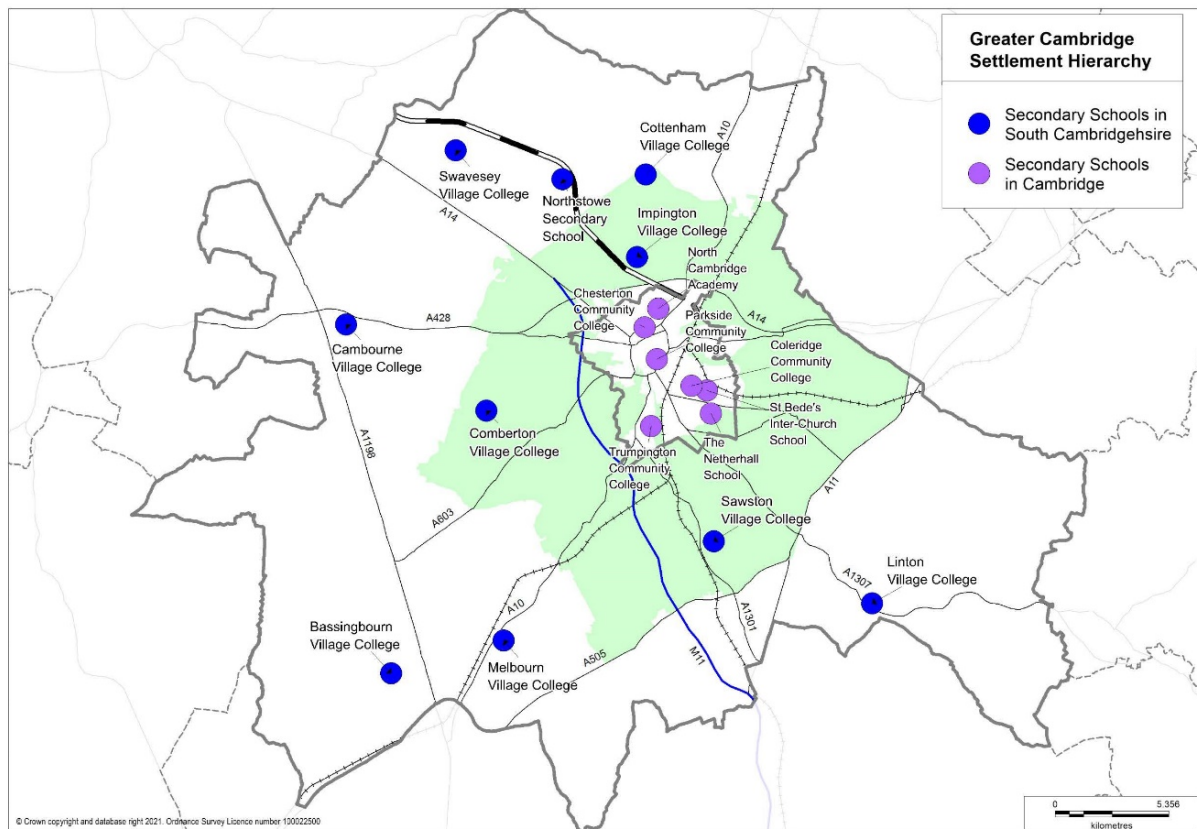 Greater Cambridge
Settlement Hierarchy
Secondary Schools in
South Cambridgehsire
Secondary Schools
in Cambridge
A10
Cottenham
Village College
Swavesey
Village College
Northstowe
Secondary
School
A14
Impington
Village College
North
Cambridge
Academy
Chesterton
Community
College
A14
Parkside
Community
College
A428
Cambourne
Village College
Coleridge
Community
College
Comberton
Village College
St Bede's
Inter-Church
School
A1198
The
Netherhall
School
Trumpington
Community
College
A11
A603
Sawston
Village College
Linton
Village College
A1307
A10
A1301
Bassingbourn
Village College
Melbourn
Village College
A505
M11
© Crown copyright and database right 2021. Ordnance Survey Licence number 100022500
0 5.356
kilometres